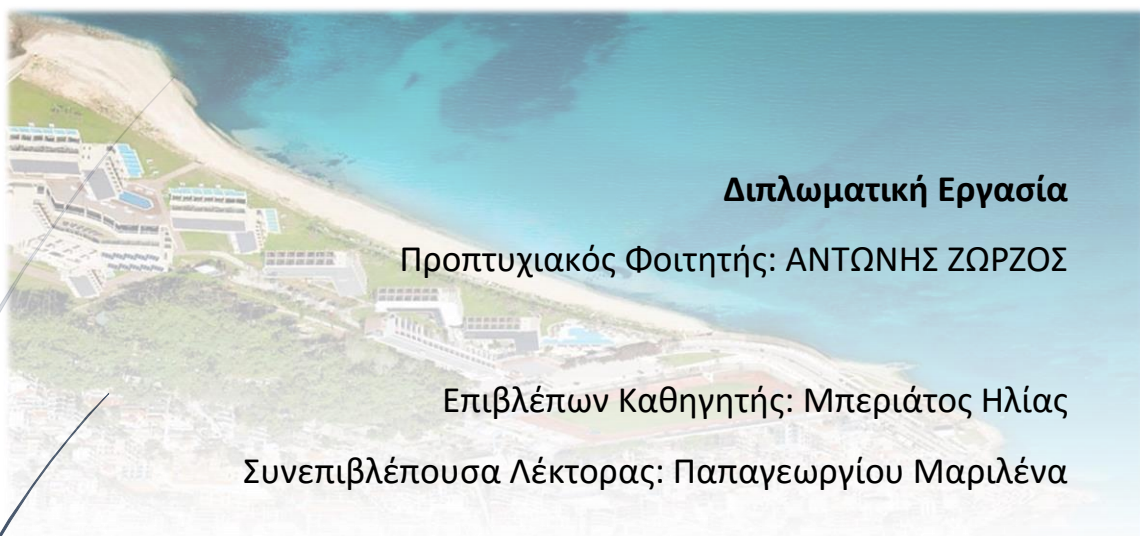 Διπλωματική Εργασία
Προπτυχιακός Φοιτητής: ΑΝΤΩΝΗΣ ΖΩΡΖΟΣ
Επιβλέπων Καθηγητής: Μπεριάτος Ηλίας
Συνεπιβλέπουσα Λέκτορας: Παπαγεωργίου Μαριλένα